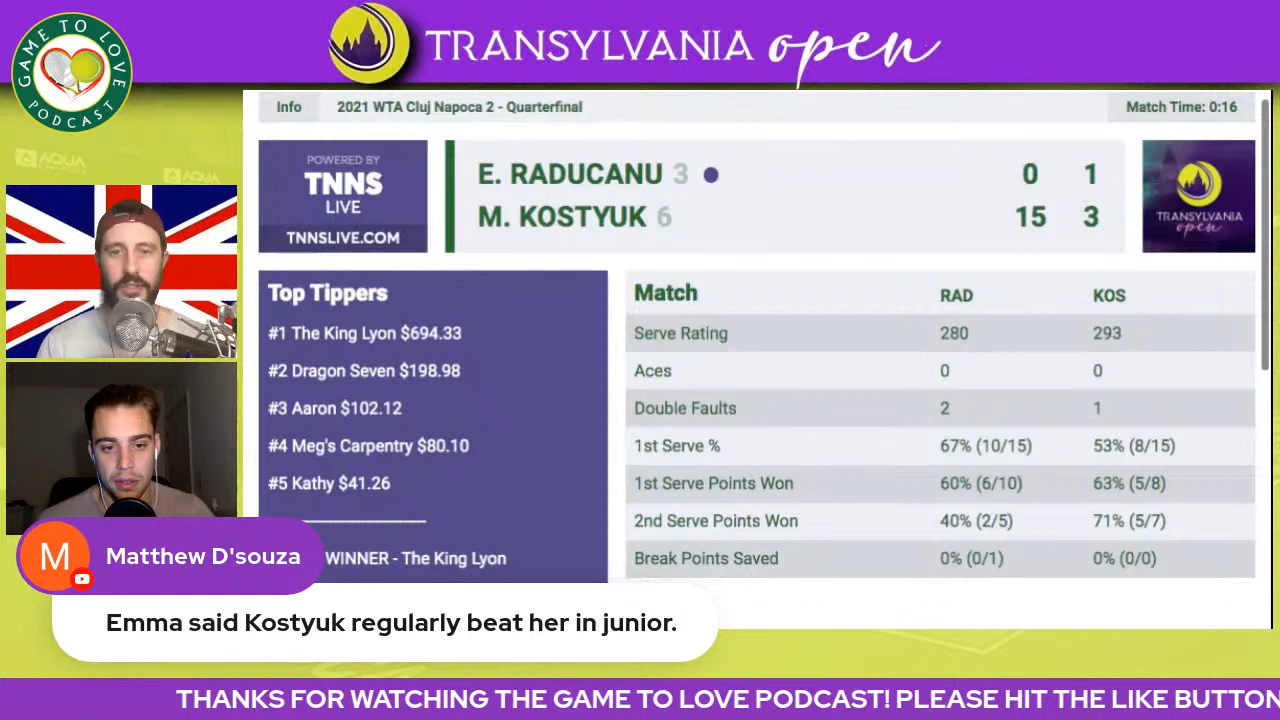 GAME TO LOVE
PODCAST
TRANSYLVANIA open
Info 2021 WTA Cluj Napoca 2 - Quarterfinal Match Time: 0:16
POWERED BY
TNNS
LIVE
TNNSLIVE.COM
E. RADUCANU 3 0 1
M. KOSTYUK 6 15 3
TRANSYLVANIA
open
Top Tippers
#1 The King Lyon $694.33
#2 Dragon Seven $198.98
#3 Aaron $102.12
#4 Meg's Carpentry $80.10
#5 Kathy $41.26
WINNER - The King Lyon
Match RAD KOS
Serve Rating 280 293
Aces 0 0
Double Faults 2 1
1st Serve % 67% (10/15) 53% (8/15)
1st Serve Points Won 60% (6/10) 63% (5/8)
2nd Serve Points Won 40% (2/5) 71% (5/7)
Break Points Saved 0% (0/1) 0% (0/0)
AQUA
AQUA
M
Matthew D'souza
Emma said Kostyuk regularly beat her in junior.
THANKS FOR WATCHING THE GAME TO LOVE PODCAST! PLEASE HIT THE LIKE BUTTON